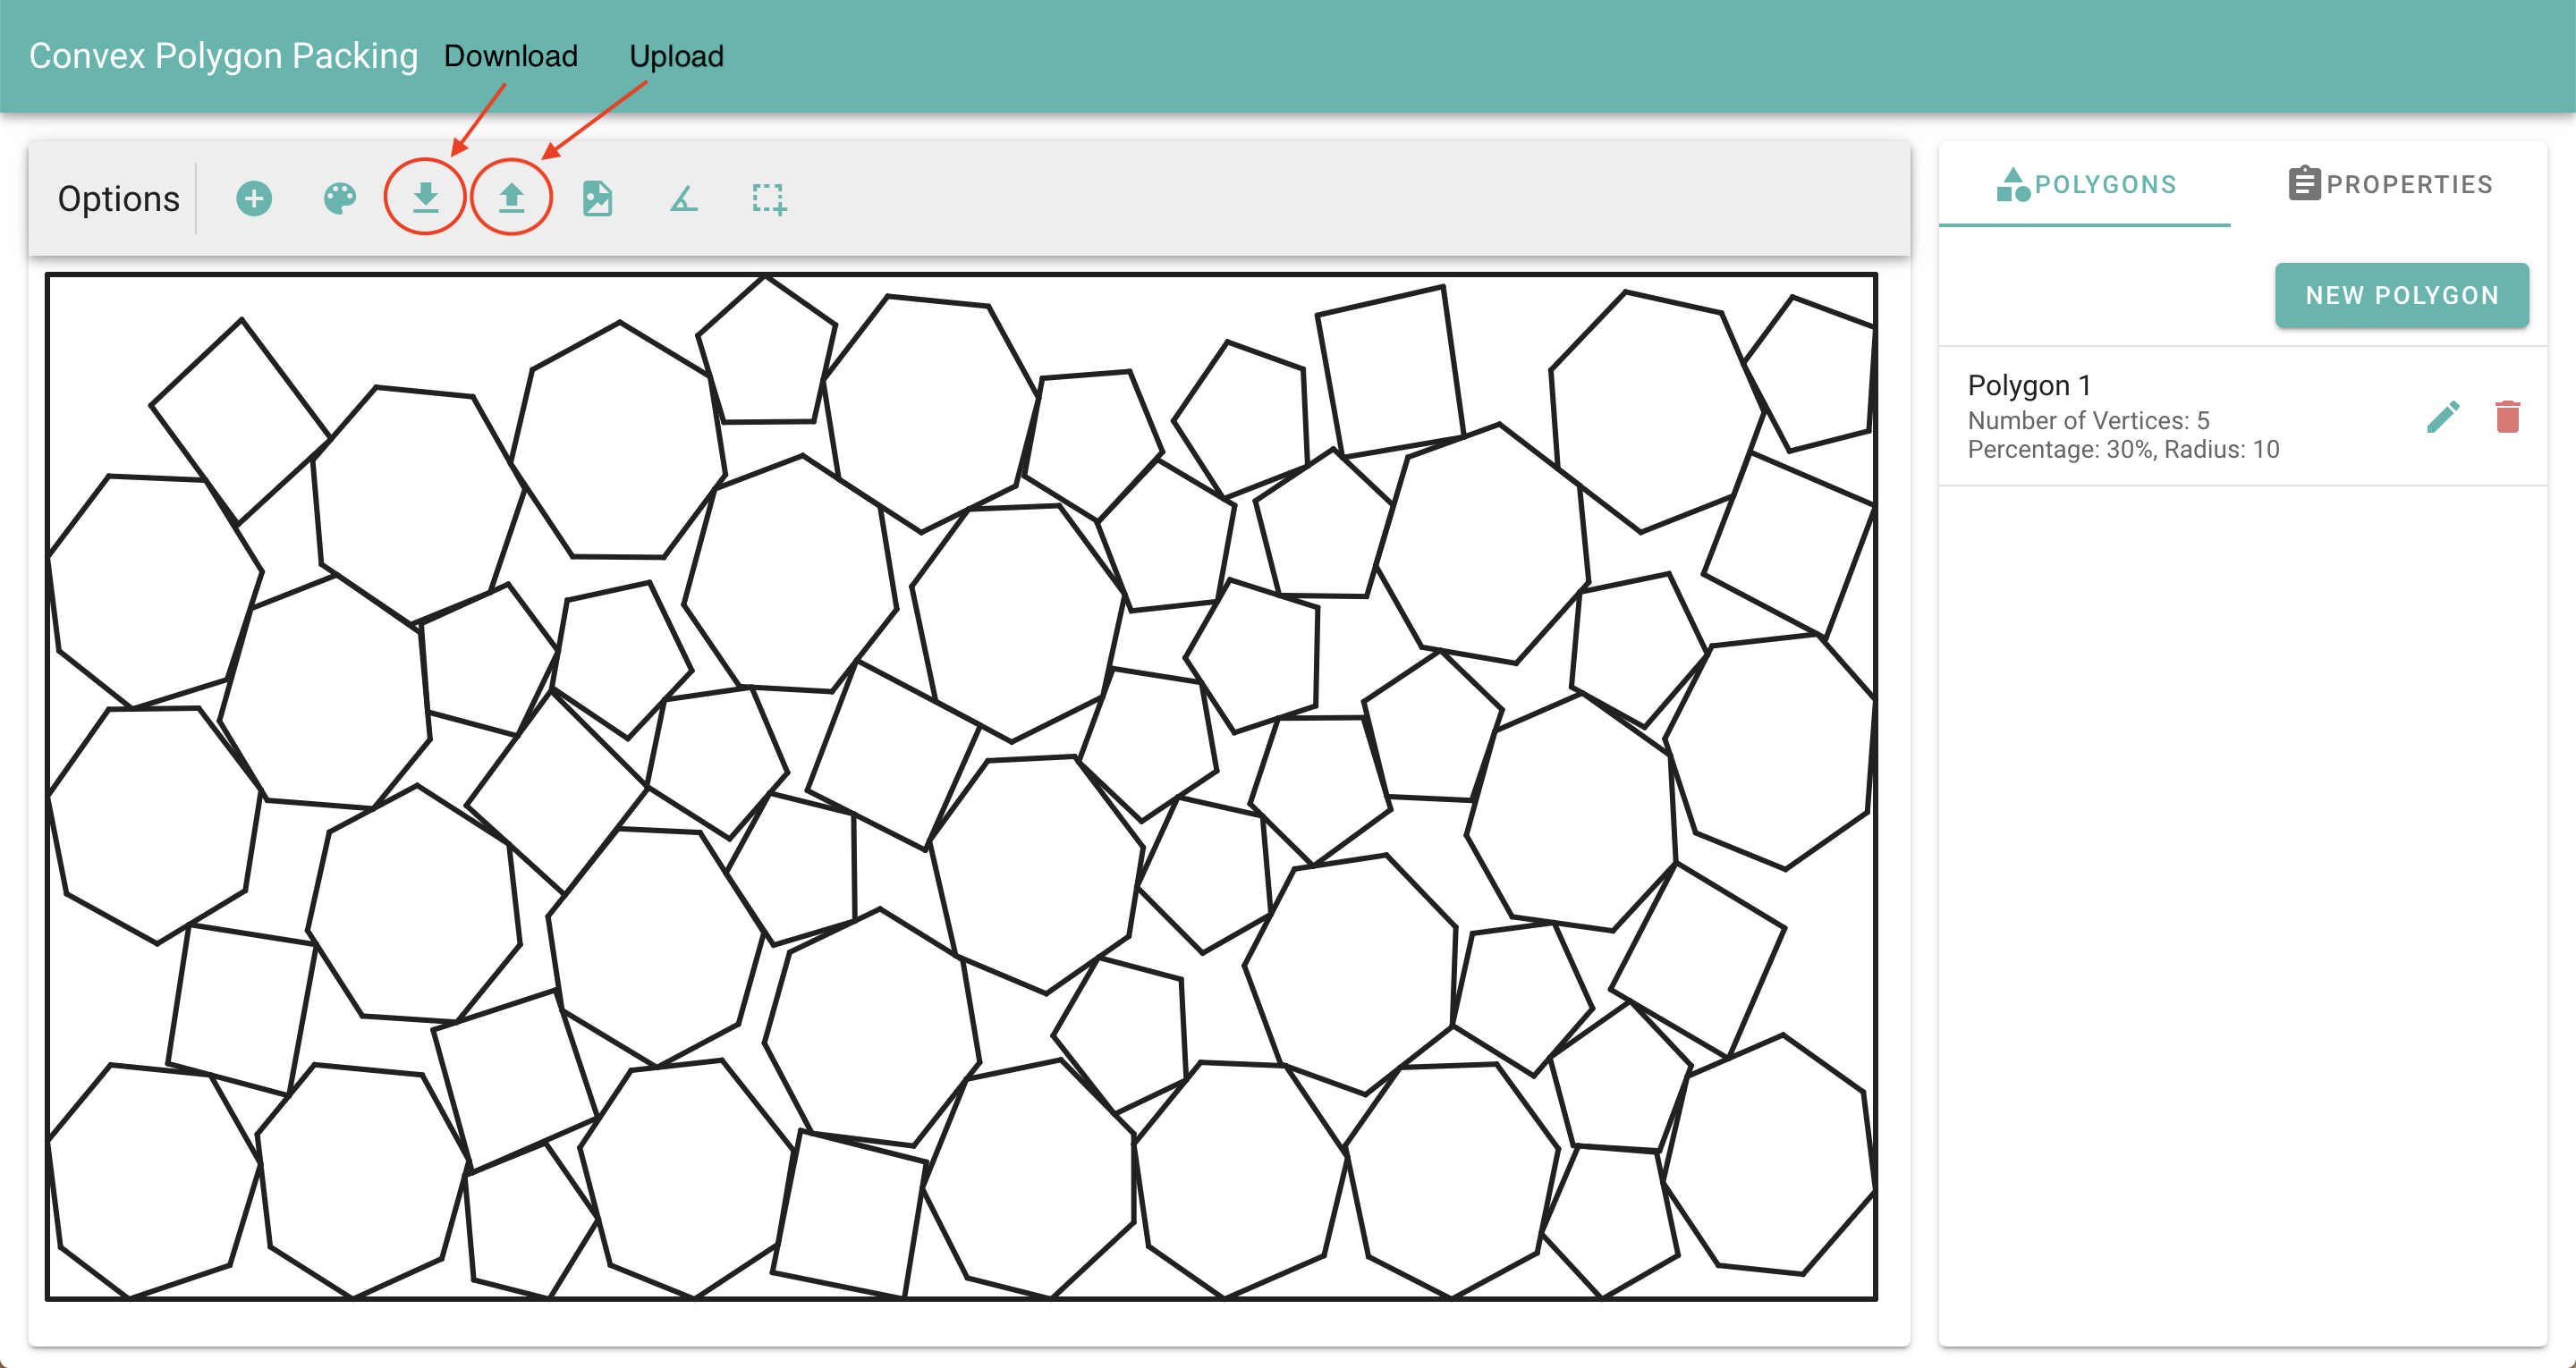 Convex Polygon Packing Download Upload
Options
POLYGONS PROPERTIES
NEW POLYGON
Polygon 1
Number of Vertices: 5
Percentage: 30%, Radius: 10